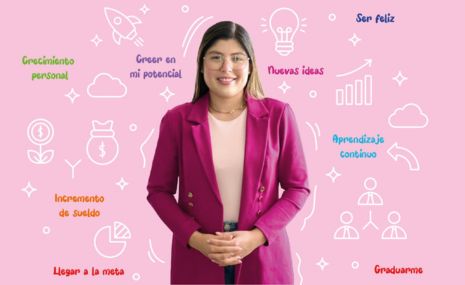 Ser feliz
Crecimiento
personal
Creer en
mi potencial
Nuevas ideas
Aprendizaje
continuo
Incremento
de sueldo
Llegar a la meta
Graduarme